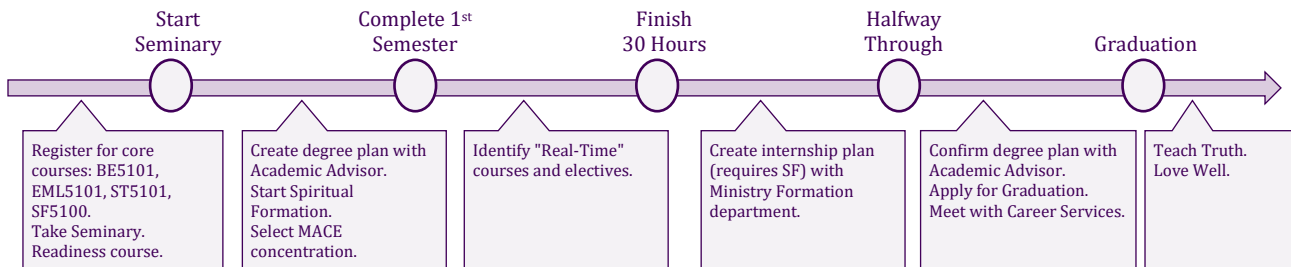 Start
Seminary
Complete 1st
Semester
Finish
30 Hours
Halfway
Through
Graduation
Register for core
courses: BE5101,
EML5101, ST5101,
SF5100.
Take Seminary.
Readiness course.
Create degree plan with
Academic Advisor.
Start Spiritual
Formation.
Select MACE
concentration.
Identify "Real-Time"
courses and electives.
Create internship plan
(requires SF) with
Ministry Formation
department.
Confirm degree plan with
Academic Advisor.
Apply for Graduation.
Meet with Career Services.
Teach Truth.
Love Well.